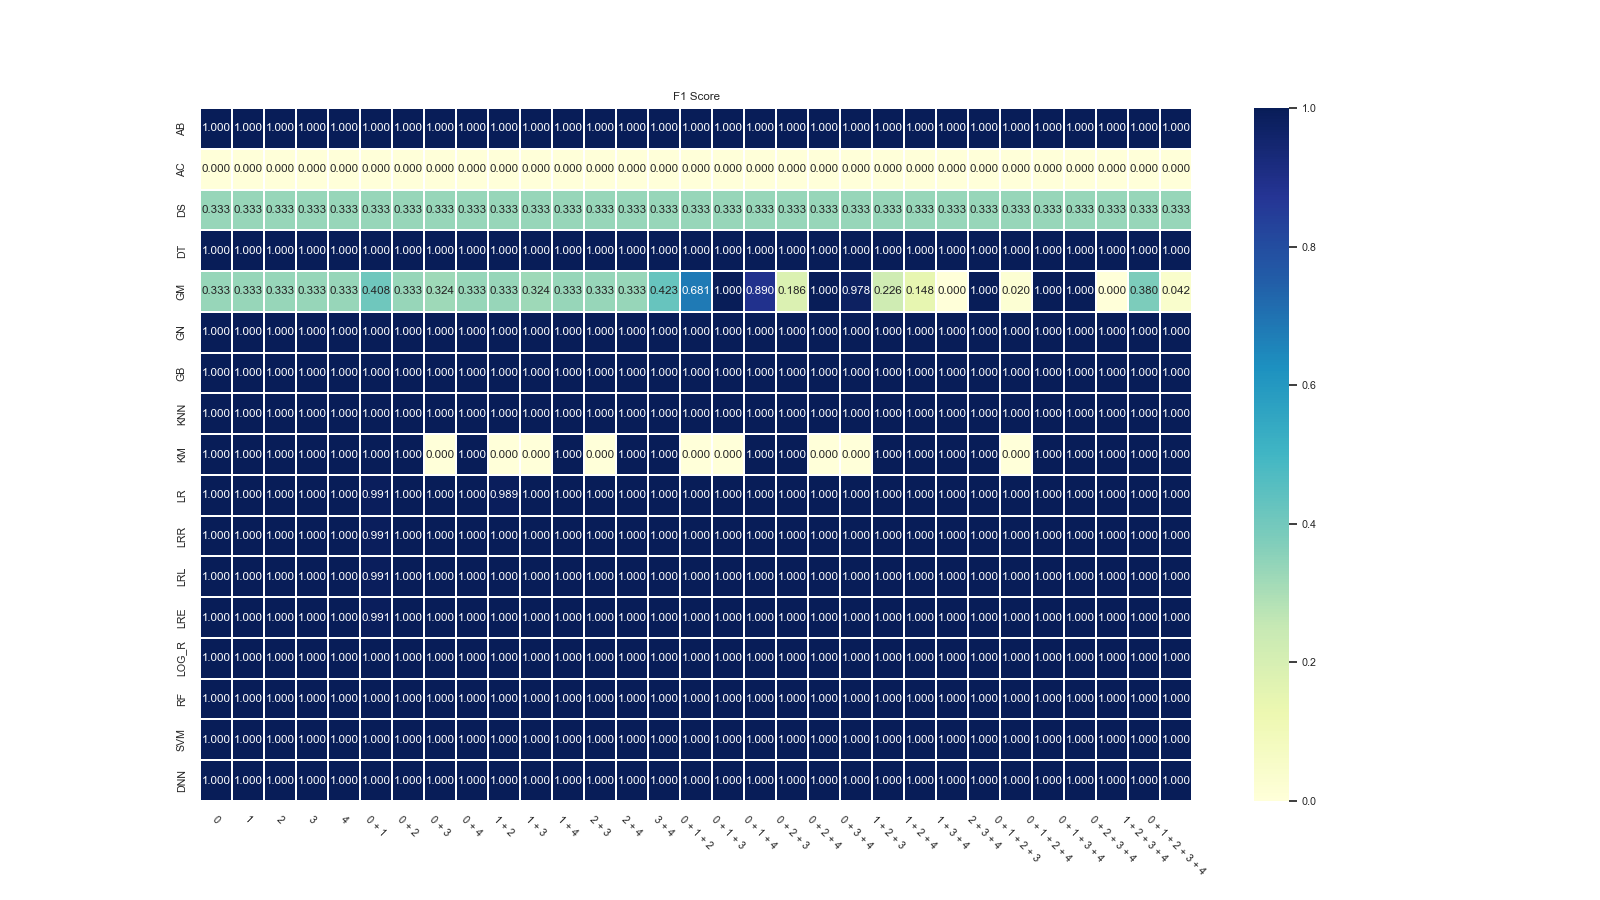 F1 Score
AB 1.000 1.000 1.000 1.000 1.000 1.000 1.000 1.000 1.000 1.000 1.000 1.000 1.000 1.000 1.000 1.000 1.000 1.000 1.000 1.000 1.000 1.000 1.000 1.000 1.000 1.000 1.000 1.000 1.000 1.000 1.000
AC 0.000 0.000 0.000 0.000 0.000 0.000 0.000 0.000 0.000 0.000 0.000 0.000 0.000 0.000 0.000 0.000 0.000 0.000 0.000 0.000 0.000 0.000 0.000 0.000 0.000 0.000 0.000 0.000 0.000 0.000 0.000
DS 0.333 0.333 0.333 0.333 0.333 0.333 0.333 0.333 0.333 0.333 0.333 0.333 0.333 0.333 0.333 0.333 0.333 0.333 0.333 0.333 0.333 0.333 0.333 0.333 0.333 0.333 0.333 0.333 0.333 0.333 0.333
DT 1.000 1.000 1.000 1.000 1.000 1.000 1.000 1.000 1.000 1.000 1.000 1.000 1.000 1.000 1.000 1.000 1.000 1.000 1.000 1.000 1.000 1.000 1.000 1.000 1.000 1.000 1.000 1.000 1.000 1.000 1.000
GM 0.333 0.333 0.333 0.333 0.333 0.408 0.333 0.324 0.333 0.333 0.324 0.333 0.333 0.333 0.423 0.681 1.000 0.890 0.186 1.000 0.978 0.226 0.148 0.000 1.000 0.020 1.000 1.000 0.000 0.380 0.042
GN 1.000 1.000 1.000 1.000 1.000 1.000 1.000 1.000 1.000 1.000 1.000 1.000 1.000 1.000 1.000 1.000 1.000 1.000 1.000 1.000 1.000 1.000 1.000 1.000 1.000 1.000 1.000 1.000 1.000 1.000 1.000
GB 1.000 1.000 1.000 1.000 1.000 1.000 1.000 1.000 1.000 1.000 1.000 1.000 1.000 1.000 1.000 1.000 1.000 1.000 1.000 1.000 1.000 1.000 1.000 1.000 1.000 1.000 1.000 1.000 1.000 1.000 1.000
KNN 1.000 1.000 1.000 1.000 1.000 1.000 1.000 1.000 1.000 1.000 1.000 1.000 1.000 1.000 1.000 1.000 1.000 1.000 1.000 1.000 1.000 1.000 1.000 1.000 1.000 1.000 1.000 1.000 1.000 1.000 1.000
KM 1.000 1.000 1.000 1.000 1.000 1.000 1.000 0.000 1.000 0.000 0.000 1.000 0.000 1.000 1.000 0.000 0.000 1.000 1.000 0.000 0.000 1.000 1.000 1.000 1.000 0.000 1.000 1.000 1.000 1.000 1.000
LR 1.000 1.000 1.000 1.000 1.000 0.991 1.000 1.000 1.000 0.989 1.000 1.000 1.000 1.000 1.000 1.000 1.000 1.000 1.000 1.000 1.000 1.000 1.000 1.000 1.000 1.000 1.000 1.000 1.000 1.000 1.000
LRR 1.000 1.000 1.000 1.000 1.000 0.991 1.000 1.000 1.000 1.000 1.000 1.000 1.000 1.000 1.000 1.000 1.000 1.000 1.000 1.000 1.000 1.000 1.000 1.000 1.000 1.000 1.000 1.000 1.000 1.000 1.000
LRL 1.000 1.000 1.000 1.000 1.000 0.991 1.000 1.000 1.000 1.000 1.000 1.000 1.000 1.000 1.000 1.000 1.000 1.000 1.000 1.000 1.000 1.000 1.000 1.000 1.000 1.000 1.000 1.000 1.000 1.000 1.000
LRE 1.000 1.000 1.000 1.000 1.000 0.991 1.000 1.000 1.000 1.000 1.000 1.000 1.000 1.000 1.000 1.000 1.000 1.000 1.000 1.000 1.000 1.000 1.000 1.000 1.000 1.000 1.000 1.000 1.000 1.000 1.000
LOG_R 1.000 1.000 1.000 1.000 1.000 1.000 1.000 1.000 1.000 1.000 1.000 1.000 1.000 1.000 1.000 1.000 1.000 1.000 1.000 1.000 1.000 1.000 1.000 1.000 1.000 1.000 1.000 1.000 1.000 1.000 1.000
RF 1.000 1.000 1.000 1.000 1.000 1.000 1.000 1.000 1.000 1.000 1.000 1.000 1.000 1.000 1.000 1.000 1.000 1.000 1.000 1.000 1.000 1.000 1.000 1.000 1.000 1.000 1.000 1.000 1.000 1.000 1.000
SVM 1.000 1.000 1.000 1.000 1.000 1.000 1.000 1.000 1.000 1.000 1.000 1.000 1.000 1.000 1.000 1.000 1.000 1.000 1.000 1.000 1.000 1.000 1.000 1.000 1.000 1.000 1.000 1.000 1.000 1.000 1.000
DNN 1.000 1.000 1.000 1.000 1.000 1.000 1.000 1.000 1.000 1.000 1.000 1.000 1.000 1.000 1.000 1.000 1.000 1.000 1.000 1.000 1.000 1.000 1.000 1.000 1.000 1.000 1.000 1.000 1.000 1.000 1.000
0
1
2
3
4
0 + 1
0 + 2
0 + 3
0 + 4
1 + 2
1 + 3
1 + 4
2 + 3
2 + 4
3 + 4
0 + 1 + 2
0 + 1 + 3
0 + 1 + 4
0 + 2 + 3
0 + 2 + 4
0 + 3 + 4
1 + 2 + 3
1 + 2 + 4
1 + 3 + 4
2 + 3 + 4
0 + 1 + 2 + 3
0 + 1 + 2 + 4
0 + 1 + 3 + 4
0 + 2 + 3 + 4
1 + 2 + 3 + 4
0 + 1 + 2 + 3 + 4
1.0
0.8
0.6
0.4
0.2
0.0